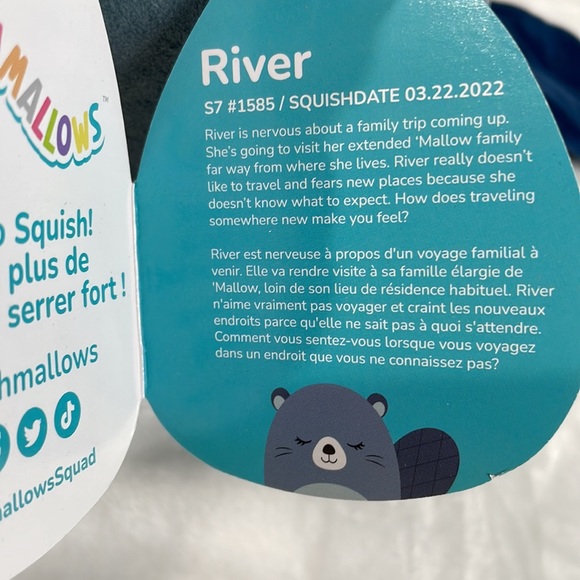 MALLOWS™
Squish!
plus de
serrer fort !
hmallows
allowsSquad
River
S7 #1585 / SQUISHDATE 03.22.2022
River is nervous about a family trip coming up.
She's going to visit her extended 'Mallow family
far way from where she lives. River really doesn't
like to travel and fears new places because she
doesn't know what to expect. How does traveling
somewhere new make you feel?
River est nerveuse à propos d'un voyage familial à
venir. Elle va rendre visite à sa famille élargie de
'Mallow, loin de son lieu de résidence habituel. River
n'aime vraiment pas voyager et craint les nouveaux
endroits parce qu'elle ne sait pas à quoi s'attendre.
Comment vous sentez-vous lorsque vous voyagez
dans un endroit que vous ne connaissez pas?